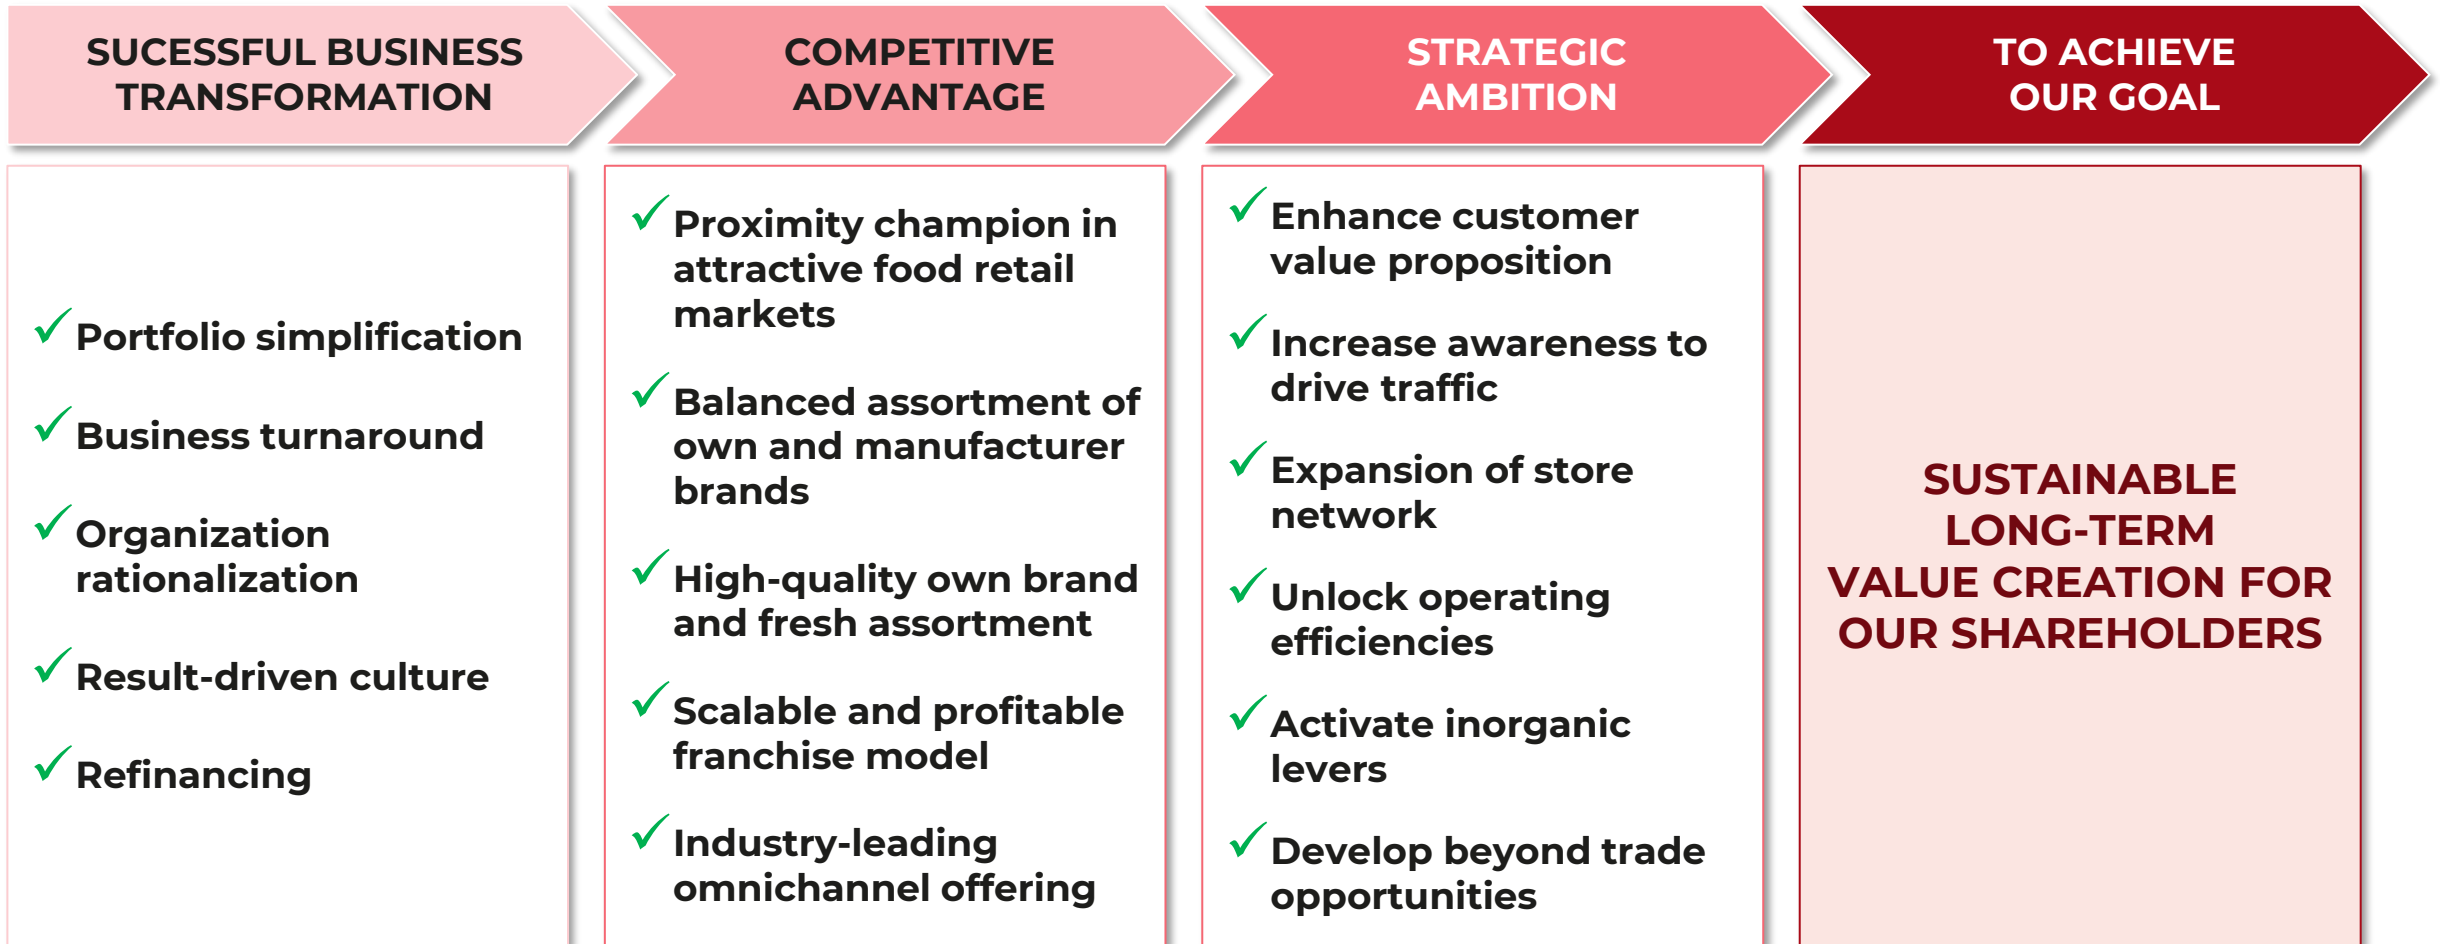 SUCESSFUL BUSINESS
TRANSFORMATION
Portfolio simplification
Business turnaround
Organization
rationalization
Result-driven culture
Refinancing
COMPETITIVE
ADVANTAGE
Proximity champion in
attractive food retail
markets
Balanced assortment of
own and manufacturer
brands
High-quality own brand
and fresh assortment
Scalable and profitable
franchise model
Industry-leading
omnichannel offering
STRATEGIC
AMBITION
Enhance customer
value proposition
Increase awareness to
drive traffic
Expansion of store
network
Unlock operating
efficiencies
Activate inorganic
levers
Develop beyond trade
opportunities
TO ACHIEVE
OUR GOAL
SUSTAINABLE
LONG-TERM
VALUE CREATION FOR
OUR SHAREHOLDERS